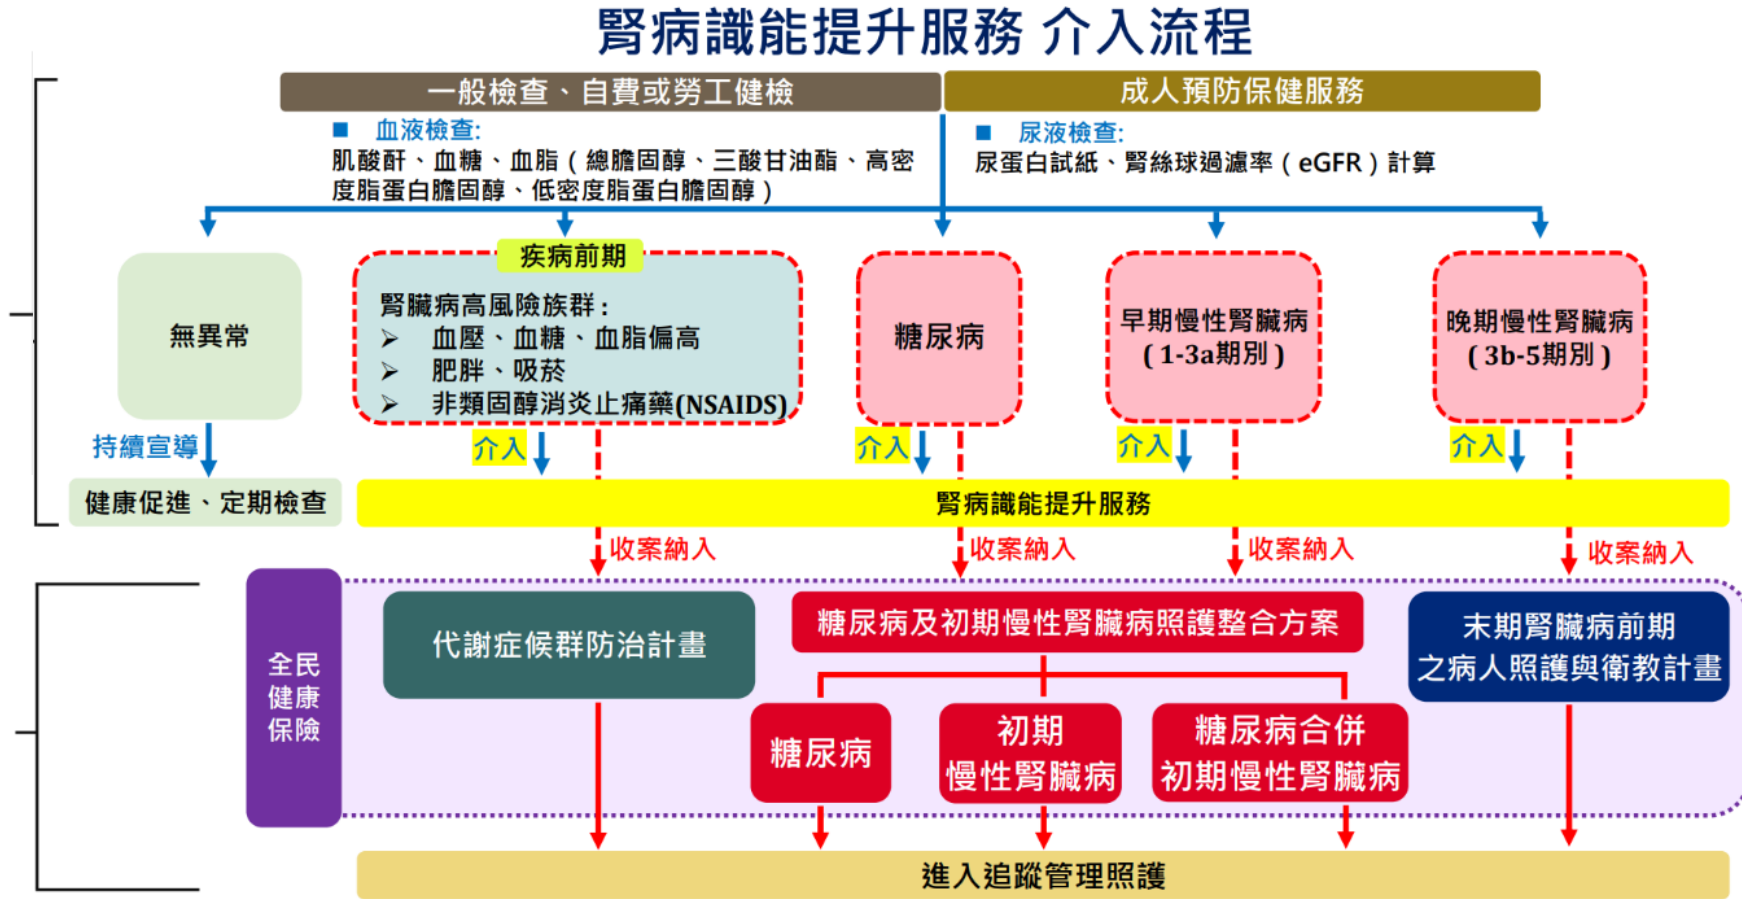 腎病識能提升服務 介入流程
一般檢查、自費或勞工健檢
成人預防保健服務
■ 血液檢查:
肌酸酐、血糖、血脂（總膽固醇、三酸甘油酯、高密
度脂蛋白膽固醇、低密度脂蛋白膽固醇）
■ 尿液檢查:
尿蛋白試紙、腎絲球過濾率（eGFR）計算
無異常
疾病前期
腎臟病高風險族群:
➢ 血壓、血糖、血脂偏高
➢ 肥胖、吸菸
➢ 非類固醇消炎止痛藥(NSAIDS)
糖尿病
早期慢性腎臟病
（1-3a期別）
晚期慢性腎臟病
（3b-5期別）
持續宣導
介入
介入
介入
介入
健康促進、定期檢查
腎病識能提升服務
收案納入
收案納入
收案納入
收案納入
全民
健康
保險
代謝症候群防治計畫
糖尿病及初期慢性腎臟病照護整合方案
末期腎臟病前期
之病人照護與衛教計畫
糖尿病
初期
慢性腎臟病
糖尿病合併
初期慢性腎臟病
進入追蹤管理照護